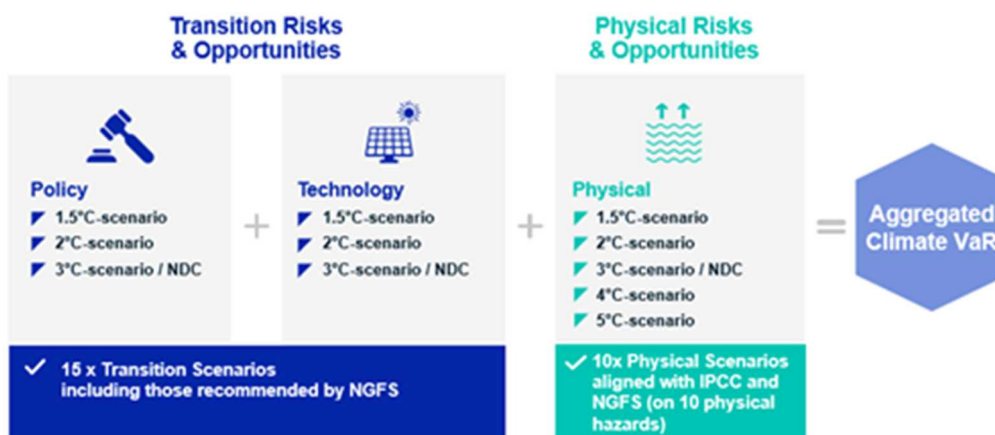 Transition Risks
& Opportunities
Physical Risks
& Opportunities
Policy
1.5°C-scenario
2°C-scenario
3°C-scenario / NDC
+
Technology
1.5°C-scenario
2°C-scenario
3°C-scenario / NDC
+
Physical
1.5°C-scenario
2°C-scenario
3°C-scenario / NDC
4°C-scenario
5°C-scenario
=
Aggregated
Climate VaR
15 x Transition Scenarios
including those recommended by NGFS
10x Physical Scenarios
aligned with IPCC and
NGFS (on 10 physical
hazards)